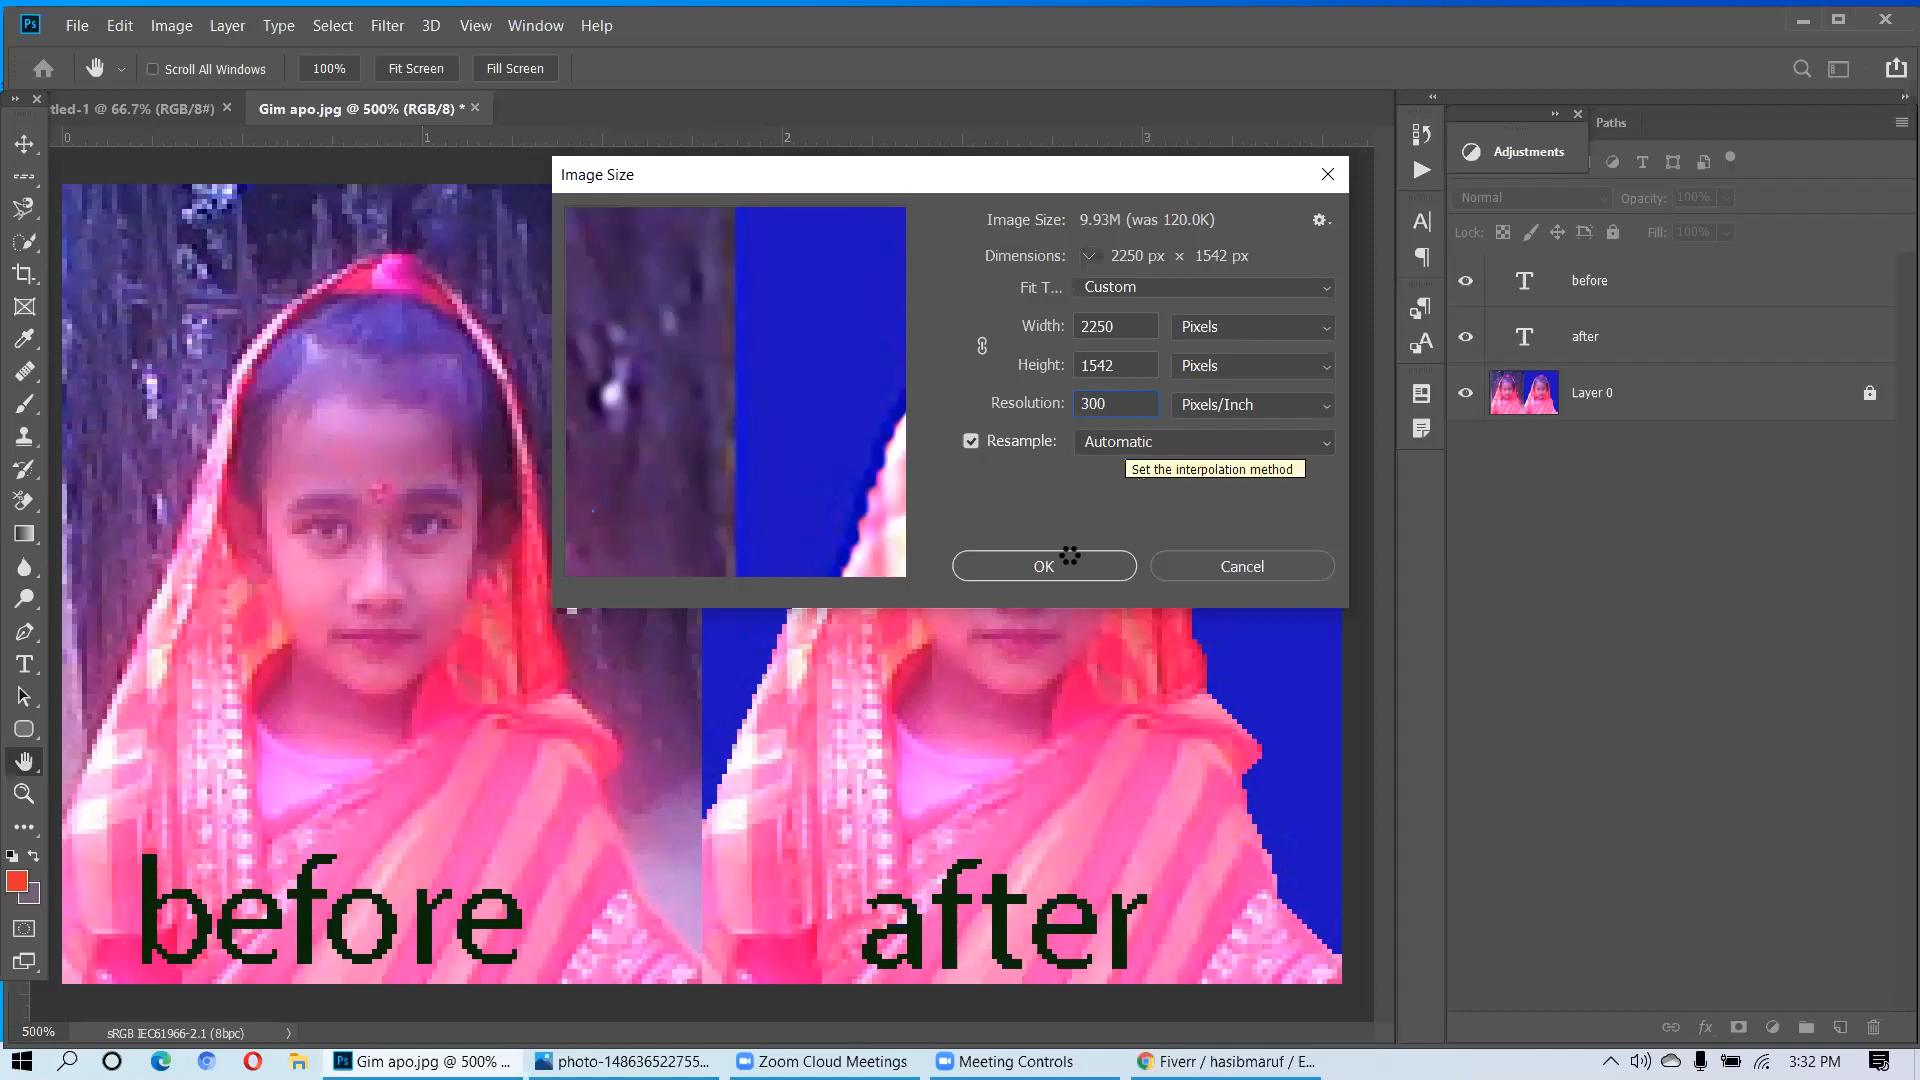 Ps File Edit Image Layer Type Select Filter 3D View Window Help
Scroll All Windows 100% Fit Screen Fill Screen
tled-1 @ 66.7% (RGB/8#) × Gim apo.jpg @ 500% (RGB/8) * ×
Paths
0 1 2 3
Adjustments
Image Size
Normal Opacity: 100%
Image Size: 9.93M (was 120.0K)
Lock: Fill: 100%
Dimensions: 2250 px × 1542 px
Fit T... Custom
before
Width: 2250 Pixels
after
Height: 1542 Pixels
Layer 0
Resolution: 300 Pixels/Inch
Resample: Automatic
Set the interpolation method
OK Cancel
before after
500% sRGB IEC61966-2.1 (8bpc)
Gim apo.jpg @ 500% ... photo-148636522755... Zoom Cloud Meetings Meeting Controls Fiverr / hasibmaruf / E... 3:32 PM